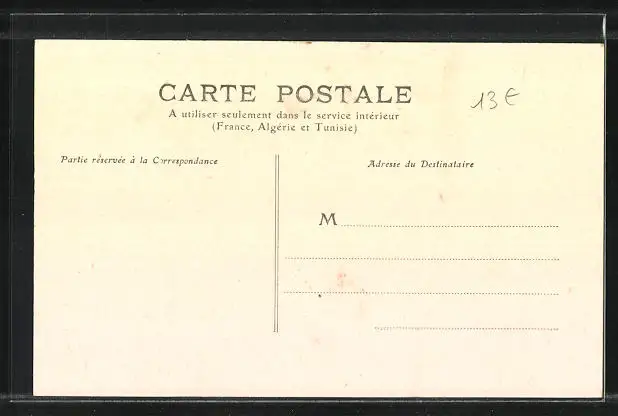 CARTE POSTALE
13€
A utiliser seulement dans le service intérieur
(France, Algérie et Tunisie)
Partie réservée à la Correspondance
Adresse du Destinataire
M